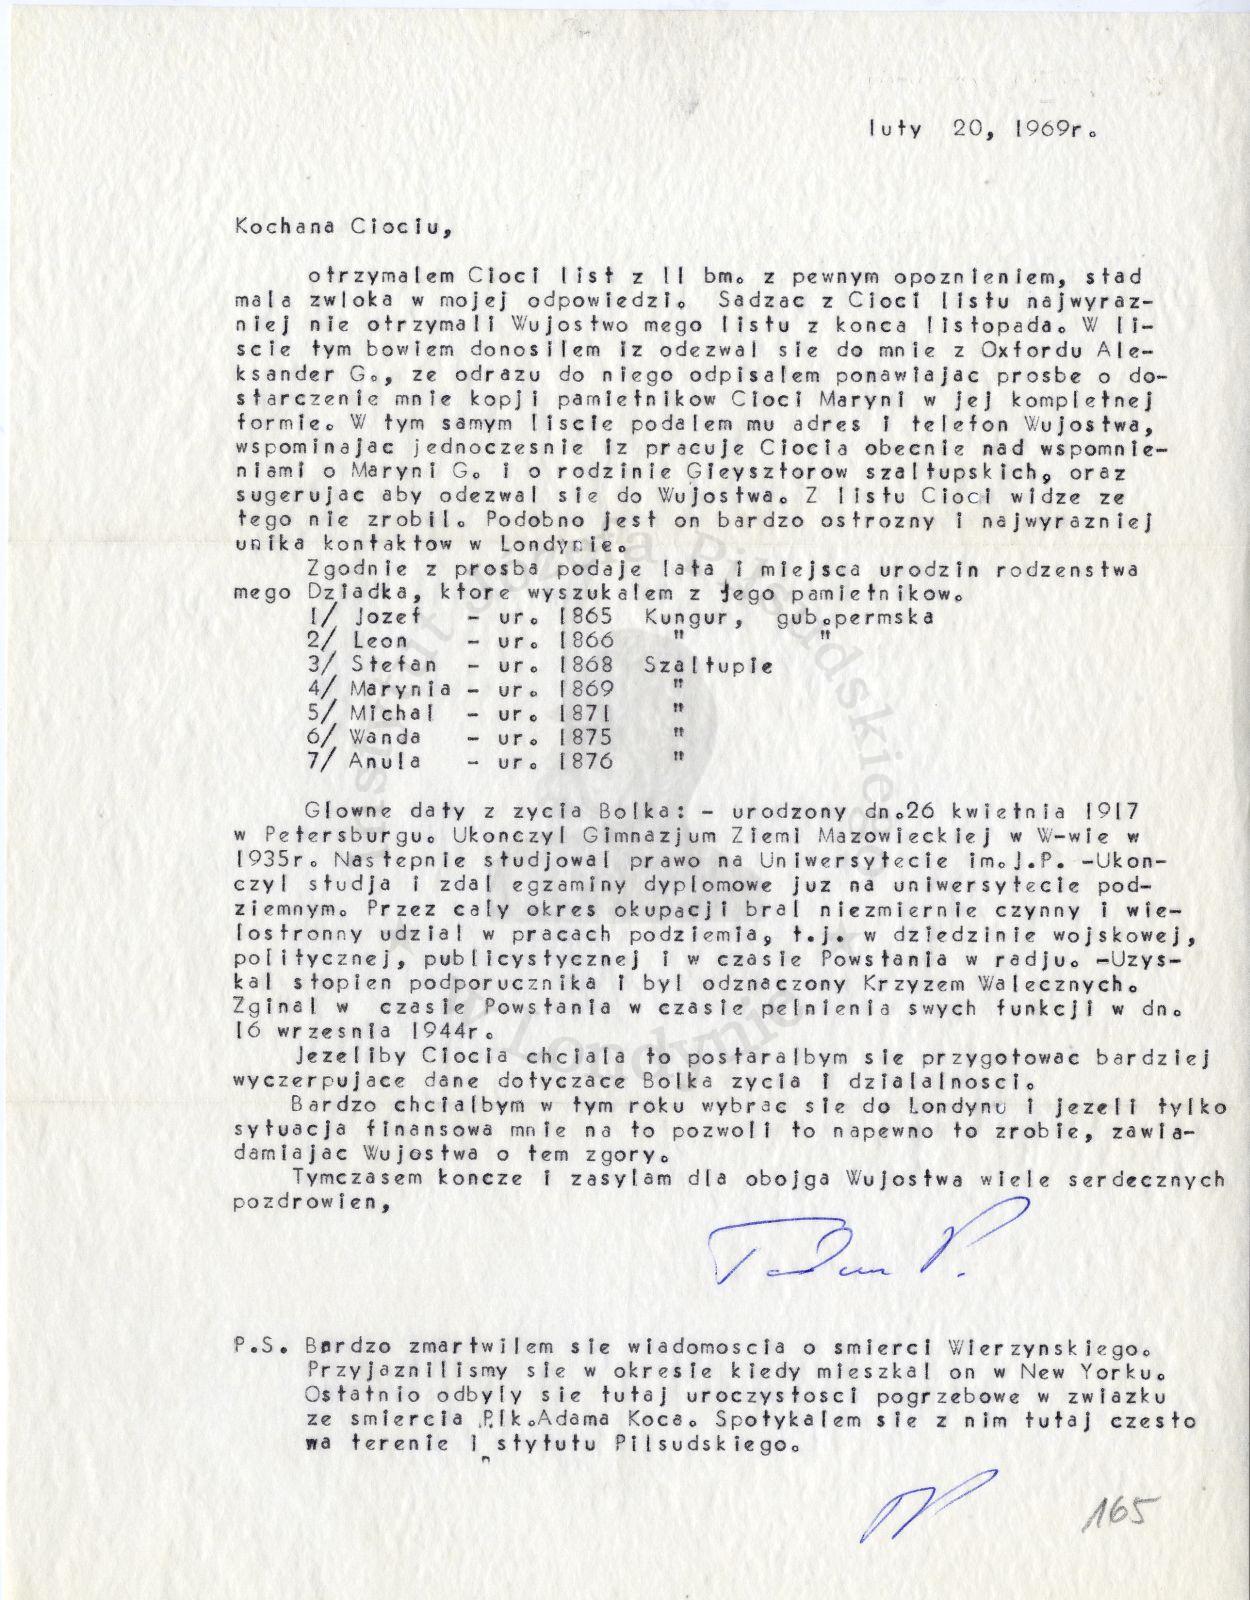 luty 20, 1969r.
Kochana Ciociu,
otrzymalem Cioci list z 11 bm. z pewnym opoznieniem, stad
mala zwloka w mojej odpowiedzi. Sadzac z Cioci listu najwyraz-
niej nie otrzymali Wujostwo mego listu z konca listopada. W li-
scie tym bowiem donosilem iz odezwal sie do mnie z Oxfordu Ale-
ksander G., ze odrazu do niego odpisalem ponawiajac prosbe o do-
starczenie mnie kopji pamietnikow Cioci Maryni w jej kompletnej
formie. W tym samym liscie podalem mu adres i telefon Wujostwa,
wspominajac jednoczesnie iz pracuje Ciocia obecnie nad wspomnie-
niami o Maryni G. i o rodzinie Gieysztorow szaltupskich, oraz
sugerujac aby odezwal sie do Wujostwa. Z listu Cioci widze ze
tego nie zrobil. Podobno jest on bardzo ostrozny i najwyrazniej
unika kontaktow w Londynie.
Zgodnie z prosba podaje lata i miejsca urodzin rodzenstwa
mego Dziadka, ktore wyszukalem z Jego pamietnikow.
1/ Jozef - ur. 1865 Kungur, gub.permska
2/ Leon - ur. 1866 " "
3/ Stefan - ur. 1868 Szaltupie
4/ Marynia - ur. 1869 "
5/ Michal - ur. 1871 "
6/ Wanda - ur. 1875 "
7/ Anula - ur. 1876 "
Glowne daty z zycia Bolka: - urodzony dn.26 kwietnia 1917
w Petersburgu. Ukonczyl Gimnazjum Ziemi Mazowieckiej w W-wie w
1935r. Nastepnie studjowal prawo na Uniwersytecie im.J.P. -Ukon-
czyl studja i zdal egzaminy dyplomowe juz na uniwersytecie pod-
ziemnym. Przez caly okres okupacji bral niezmiernie czynny i wie-
lostronny udzial w pracach podziemia, t.j. w dziedzinie wojskowej,
politycznej, publicystycznej i w czasie Powstania w radju. -Uzys-
kal stopien podporucznika i byl odznaczony Krzyzem Walecznych.
Zginal w czasie Powstania w czasie pelnienia swych funkcji w dn.
16 wrzesnia 1944r.
Jezeliby Ciocia chciala to postaralbym sie przygotowac bardziej
wyczerpujace dane dotyczace Bolka zycia i dzialalnosci.
Bardzo chcialbym w tym roku wybrac sie do Londynu i jezeli tylko
sytuacja finansowa mnie na to pozwoli to napewno to zrobie, zawia-
damiajac Wujostwa o tem zgory.
Tymczasem koncze i zasylam dla obojga Wujostwa wiele serdecznych
pozdrowien,
P.
P.S. Bardzo zmartwilem sie wiadomoscia o smierci Wierzynskiego.
Przyjaznilismy sie w okresie kiedy mieszkal on w New Yorku.
Ostatnio odbyly sie tutaj uroczystosci pogrzebowe w zwiazku
ze smiercia Plk.Adama Koca. Spotykalem sie z nim tutaj czesto
na terenie instytutu Pilsudskiego.
165